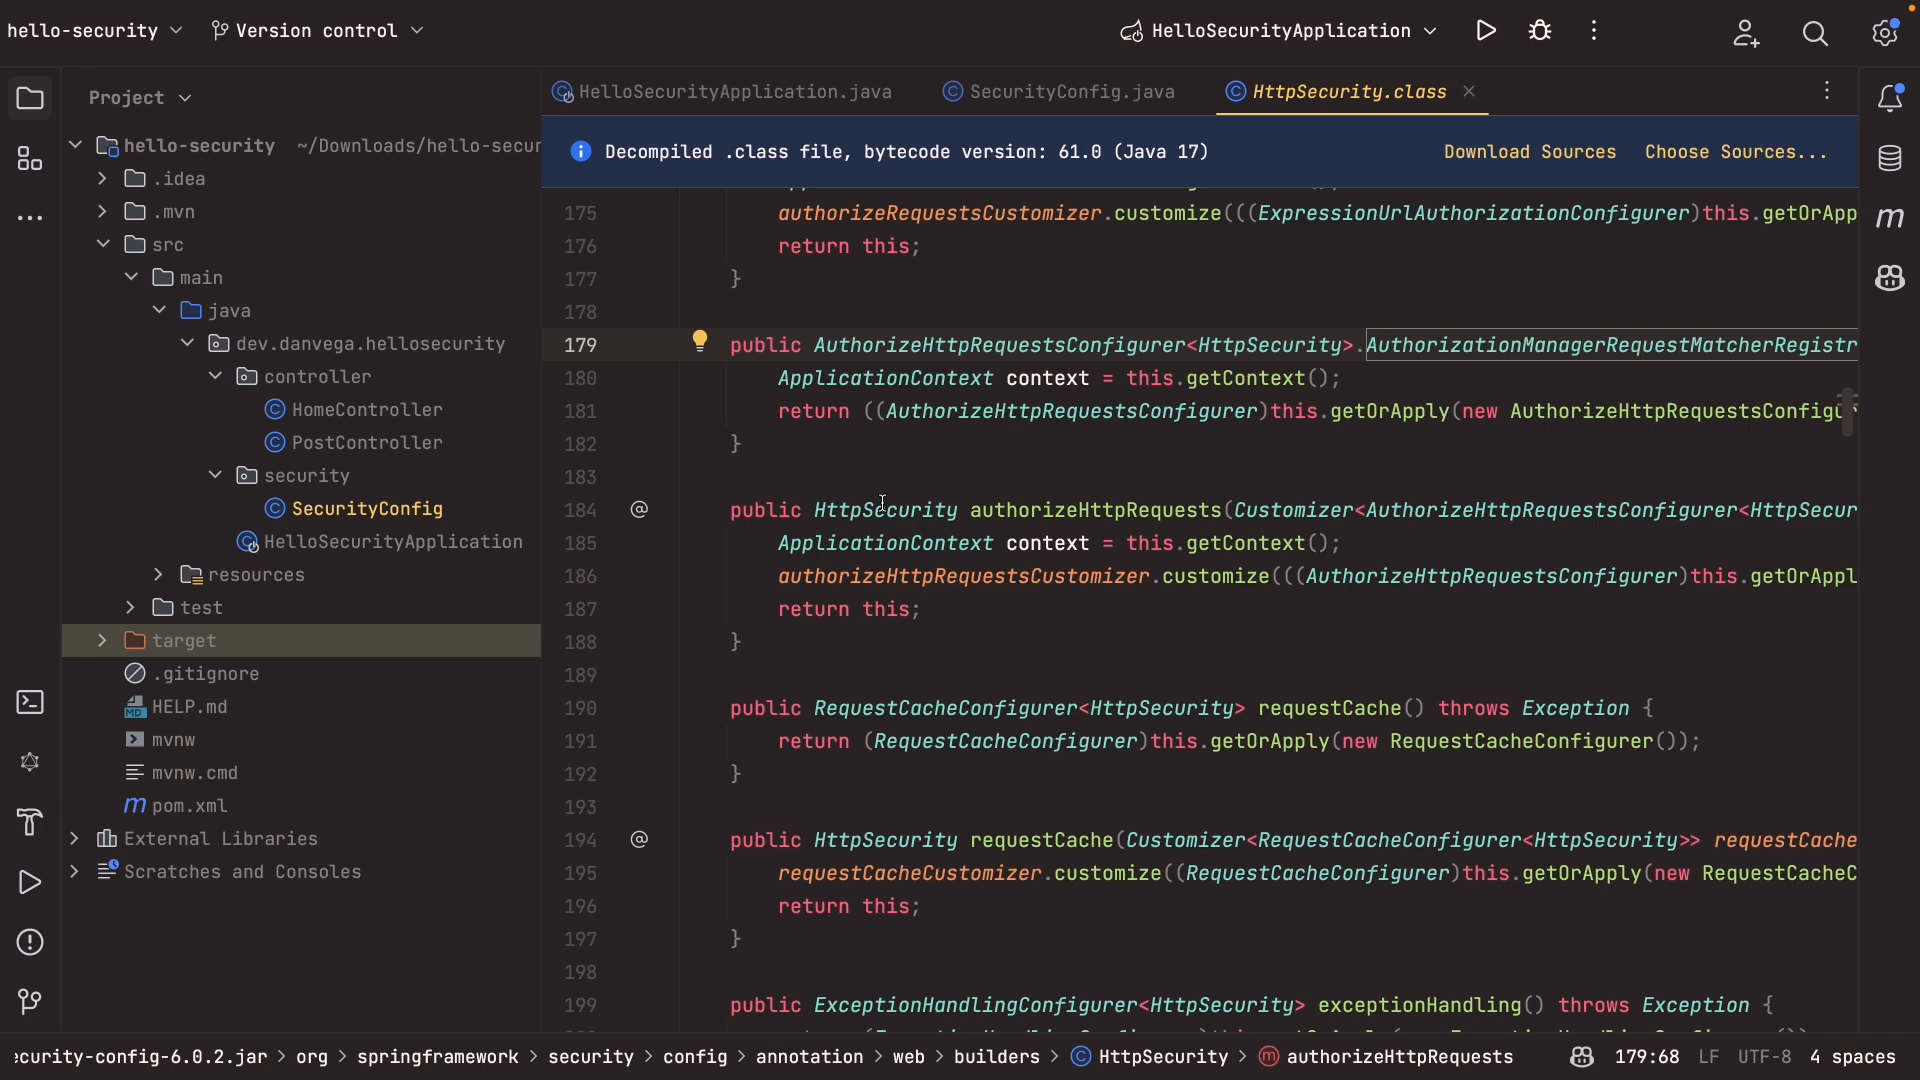 hello-security
Version control
HelloSecurityApplication
Project
HelloSecurityApplication.java
SecurityConfig.java
HttpSecurity.class
Decompiled .class file, bytecode version: 61.0 (Java 17)
Download Sources
Choose Sources...
hello-security ~/Downloads/hello-secur
.idea
.mvn
src
main
java
dev.danvega.hellosecurity
controller
HomeController
PostController
security
SecurityConfig
HelloSecurityApplication
resources
test
target
.gitignore
HELP.md
mvnw
mvnw.cmd
pom.xml
External Libraries
Scratches and Consoles
175 authorizeRequestsCustomizer.customize(((ExpressionUrlAuthorizationConfigurer)this.getOrApp
176 return this;
177 }
178
179 public AuthorizeHttpRequestsConfigurer<HttpSecurity>.AuthorizationManagerRequestMatcherRegistr
180 ApplicationContext context = this.getContext();
181 return ((AuthorizeHttpRequestsConfigurer)this.getOrApply(new AuthorizeHttpRequestsConfigur
182 }
183
184 @ public HttpSecurity authorizeHttpRequests(Customizer<AuthorizeHttpRequestsConfigurer<HttpSecur
185 ApplicationContext context = this.getContext();
186 authorizeHttpRequestsCustomizer.customize(((AuthorizeHttpRequestsConfigurer)this.getOrAppl
187 return this;
188 }
189
190 public RequestCacheConfigurer<HttpSecurity> requestCache() throws Exception {
191 return (RequestCacheConfigurer)this.getOrApply(new RequestCacheConfigurer());
192 }
193
194 @ public HttpSecurity requestCache(Customizer<RequestCacheConfigurer<HttpSecurity>> requestCache
195 requestCacheCustomizer.customize((RequestCacheConfigurer)this.getOrApply(new RequestCacheC
196 return this;
197 }
198
199 public ExceptionHandlingConfigurer<HttpSecurity> exceptionHandling() throws Exception {
ecurity-config-6.0.2.jar > org > springframework > security > config > annotation > web > builders > HttpSecurity > authorizeHttpRequests
179:68 LF UTF-8 4 spaces